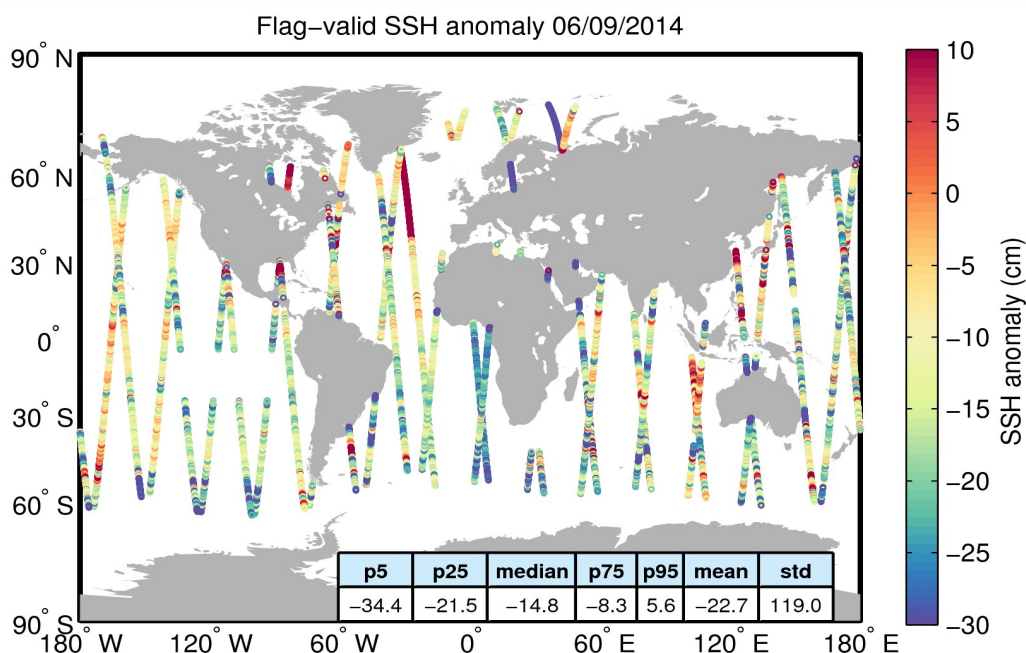 Flag−valid SSH anomaly 06/09/2014
90° N
60° N
30° N
0°
30° S
60° S
90° S
180° W
120° W
60° W
0°
60° E
120° E
180° E
p5 p25 median p75 p95 mean std
−34.4 −21.5 −14.8 −8.3 5.6 −22.7 119.0
10
5
0
−5
−10
−15
−20
−25
−30
SSH anomaly (cm)